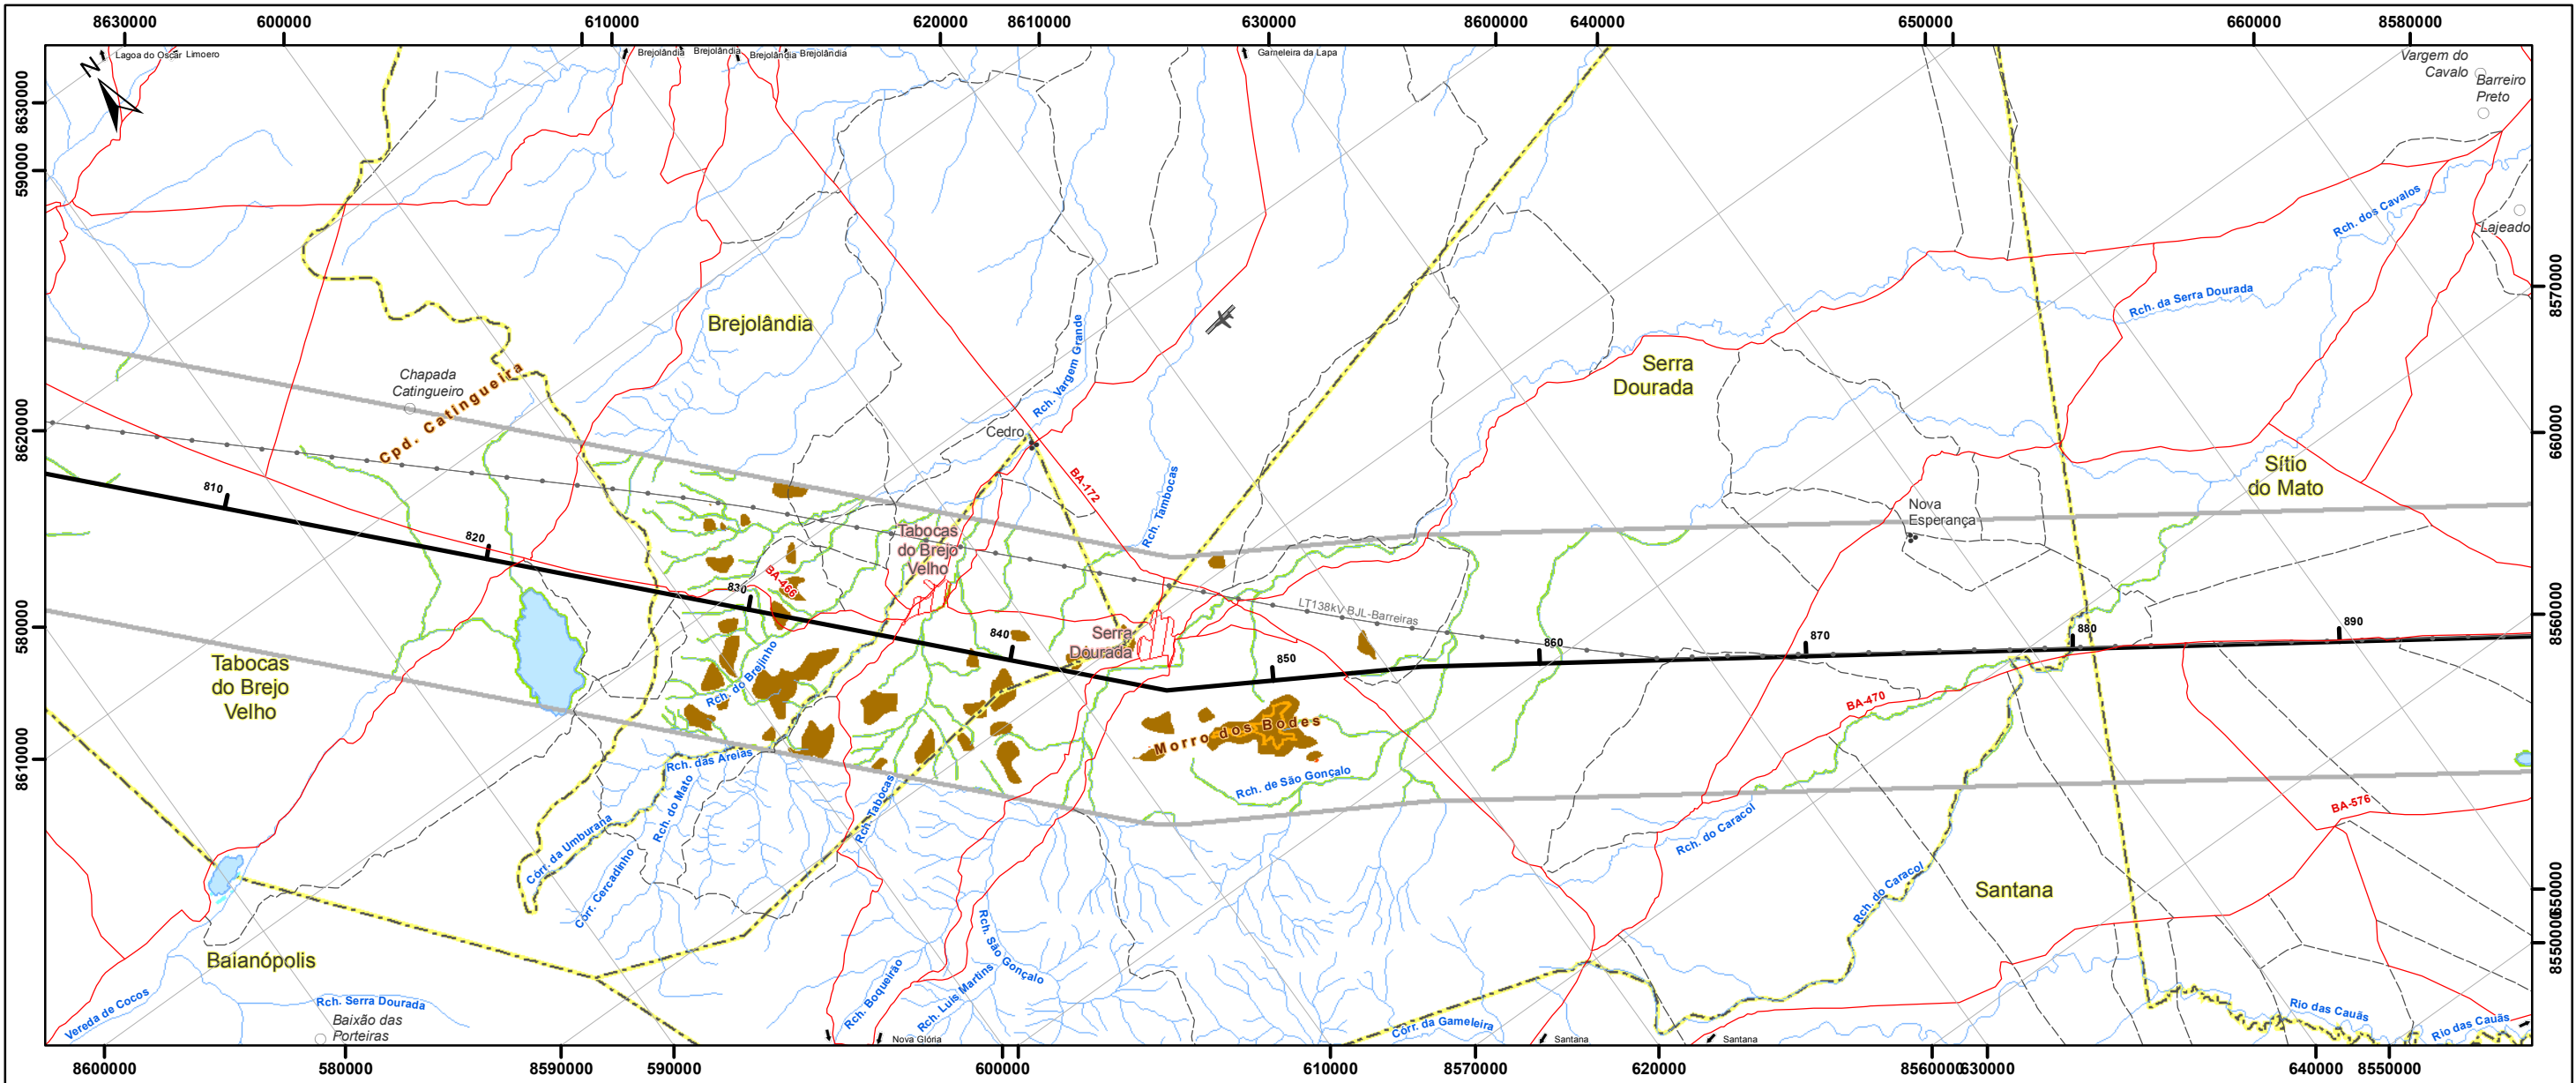 8630000 600000 610000 620000 8610000 630000 8600000 640000 650000 660000 8580000
Lagoa do Oscar Limoero
Brejolândia
Brejolândia
Brejolândia
Brejolândia
Gameleira da Lapa
Vargem do
Cavalo
Barreiro
Preto
N
8630000
590000
8620000
580000
8610000
Rch. dos Cavalos
Lajeado
Rch. da Serra Dourada
8570000
660000
8560000
650000
8550000
Brejolândia
Chapada
Catingueiro
Cpd. Catingueira
Rch. Vargem Grande
Serra
Dourada
Cedro
BA-172
Rch. Tambocas
Sítio
do Mato
Nova
Esperança
810
820
830
840
850
860
870
880
890
Tabocas
do Brejo
Velho
BA-466
LT138kV BJL-Barreiras
Serra
Dourada
Tabocas
do Brejo
Velho
Rch. do Brejinho
BA-470
Morro dos Bodes
Rch. das Areias
Rch. de São Gonçalo
Rch. do Mato
Rch. Tabocas
BA-576
Rch. do Caracol
Córr. da Umburana
Córr. Cercadinho
Rch. do Caracol
Santana
Baianópolis
Rch. São Gonçalo
Rch. Boqueirão
Rch. Luis Martins
Vereda de Cocos
Rch. Serra Dourada
Baixão das
Porteiras
Nova Glória
Córr. da Gameleira
Santana
Santana
Rio das Cauãs
Rio das Cauãs
8600000 580000 8590000 590000 600000 610000 8570000 620000 8560000 630000 640000 8550000